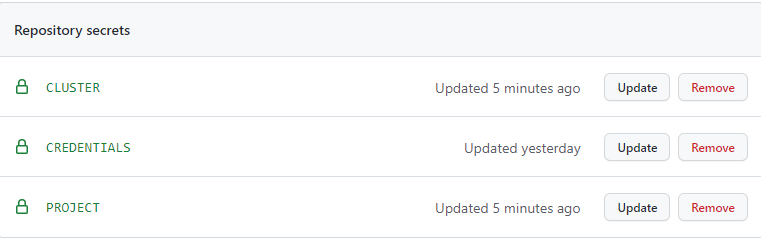 Repository secrets
CLUSTER Updated 5 minutes ago Update Remove
CREDENTIALS Updated yesterday Update Remove
PROJECT Updated 5 minutes ago Update Remove